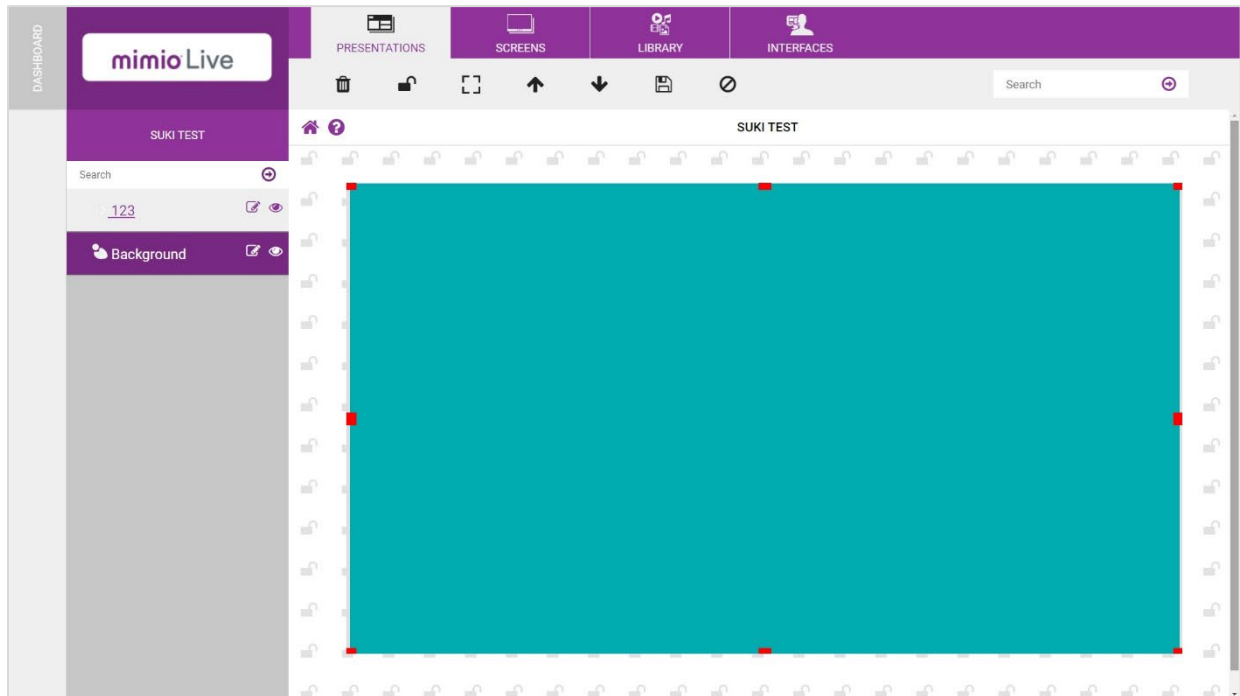 DASHBOARD
mimio Live
PRESENTATIONS
SCREENS
LIBRARY
INTERFACES
Search
SUKI TEST
SUKI TEST
Search
123
Background